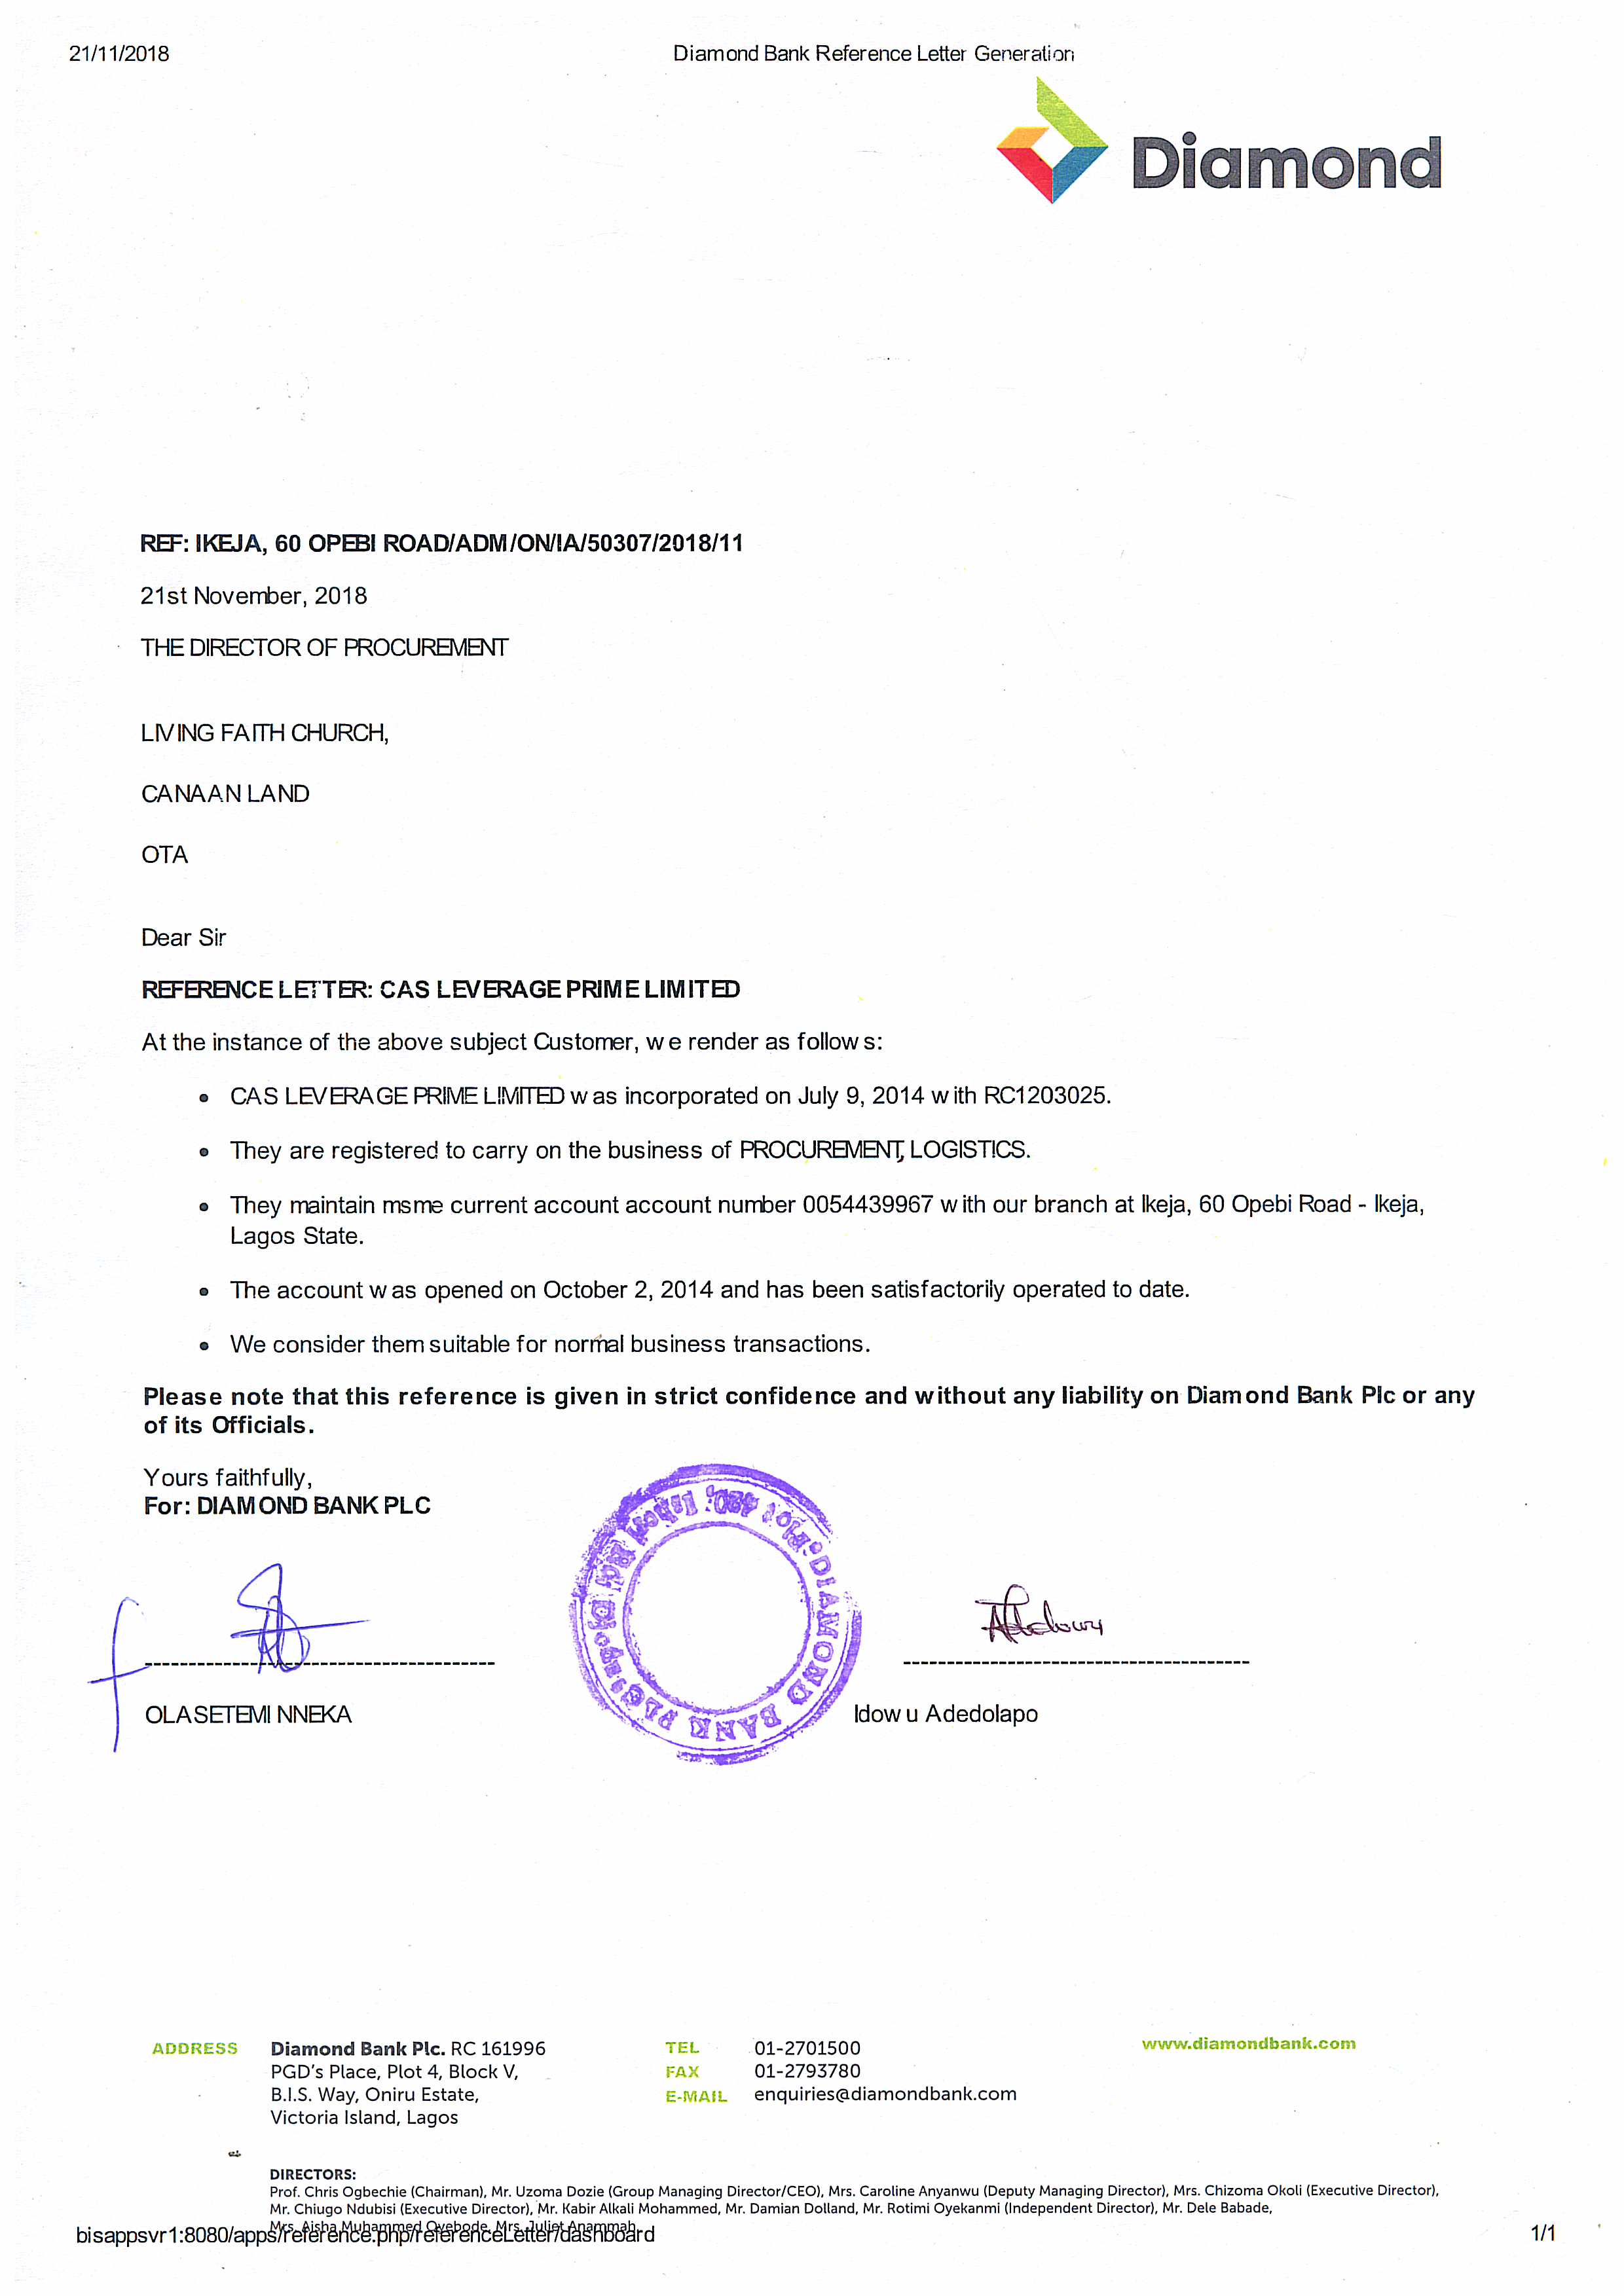 21/11/2018
Diamond Bank Reference Letter Generation
Diamond
REF: IKEJA, 60 OPEBI ROAD/ADM/ON/IA/50307/2018/11
21st November, 2018
THE DIRECTOR OF PROCUREMENT
LIVING FAITH CHURCH,
CANAAN LAND
OTA
Dear Sir
REFERENCE LETTER: CAS LEVERAGE PRIME LIMITED
At the instance of the above subject Customer, we render as follows:
• CAS LEVERAGE PRIME LIMITED was incorporated on July 9, 2014 with RC1203025.
• They are registered to carry on the business of PROCUREMENT, LOGISTICS.
• They maintain msme current account account number 0054439967 with our branch at Ikeja, 60 Opebi Road - Ikeja,
Lagos State.
• The account was opened on October 2, 2014 and has been satisfactorily operated to date.
• We consider them suitable for normal business transactions.
Please note that this reference is given in strict confidence and without any liability on Diamond Bank Plc or any
of its Officials.
Yours faithfully,
For: DIAMOND BANK PLC
DIAMOND BANK PLC
OLASETEMI NNEKA
Idowu Adedolapo
ADDRESS
Diamond Bank Plc. RC 161996
PGD's Place, Plot 4, Block V,
B.I.S. Way, Oniru Estate,
Victoria Island, Lagos
TEL 01-2701500
FAX 01-2793780
E-MAIL enquiries@diamondbank.com
www.diamondbank.com
DIRECTORS:
Prof. Chris Ogbechie (Chairman), Mr. Uzoma Dozie (Group Managing Director/CEO), Mrs. Caroline Anyanwu (Deputy Managing Director), Mrs. Chizoma Okoli (Executive Director),
Mr. Chiugo Ndubisi (Executive Director), Mr. Kabir Alkali Mohammed, Mr. Damian Dolland, Mr. Rotimi Oyekanmi (Independent Director), Mr. Dele Babade,
Mrs. Aisha Muhammed Oyebode, Mrs. Juliet Anammah
bisappsvr1:8080/apps/reference.php/referenceLetter/dashboard
1/1